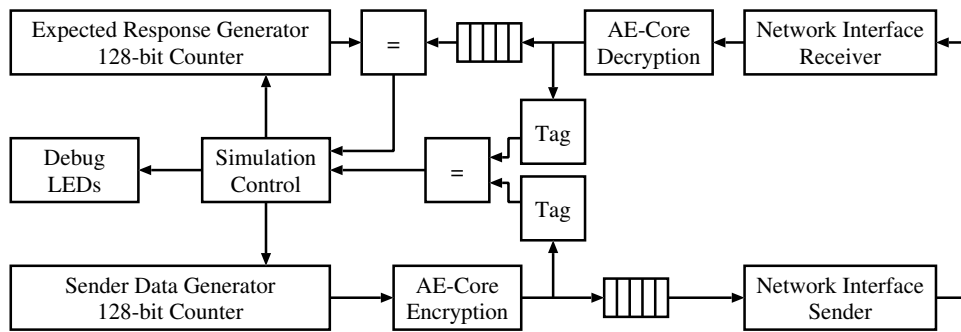 Expected Response Generator
128-bit Counter
=
AE-Core
Decryption
Network Interface
Receiver
Tag
Debug
LEDs
Simulation
Control
=
Tag
Sender Data Generator
128-bit Counter
AE-Core
Encryption
Network Interface
Sender